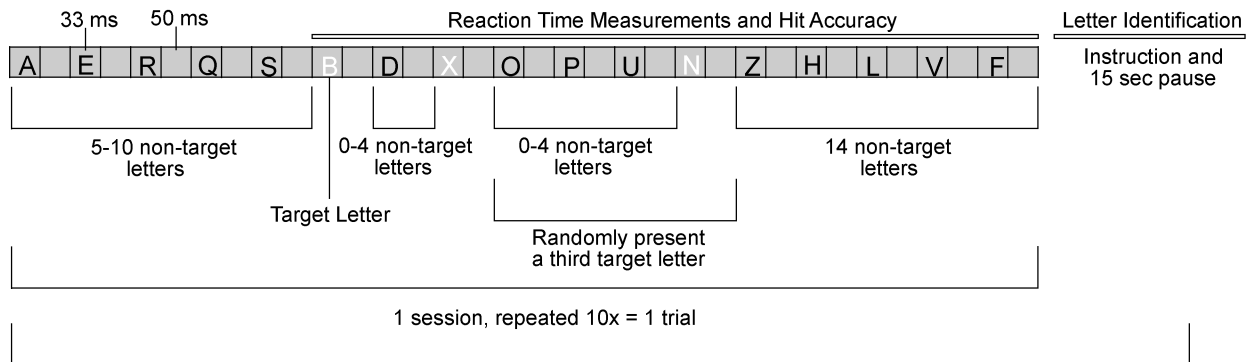 33 ms
50 ms
Reaction Time Measurements and Hit Accuracy
Letter Identification
A E R Q S B D X O P U N Z H L V F
Instruction and
15 sec pause
5-10 non-target
letters
0-4 non-target
letters
0-4 non-target
letters
14 non-target
letters
Target Letter
Randomly present
a third target letter
1 session, repeated 10x = 1 trial